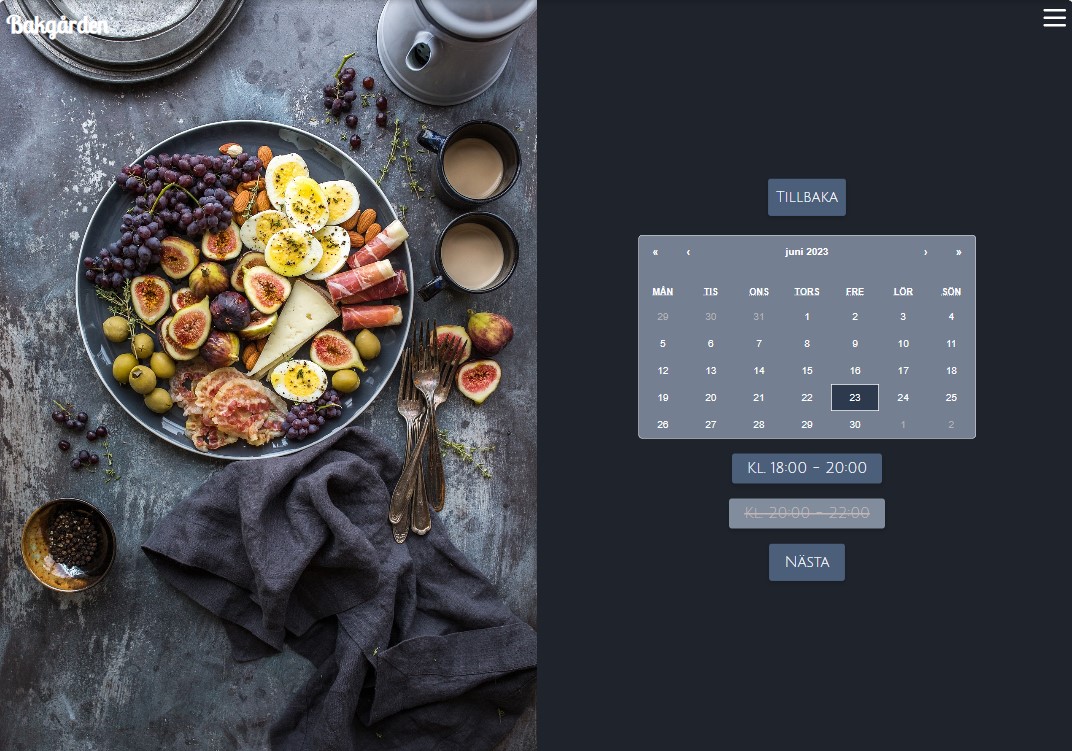 Bakgården
TILLBAKA
« ‹ juni 2023 › »
MÅN TIS ONS TORS FRE LÖR SÖN
29 30 31 1 2 3 4
5 6 7 8 9 10 11
12 13 14 15 16 17 18
19 20 21 22 23 24 25
26 27 28 29 30 1 2
KL. 18:00 - 20:00
KL. 20:00 - 22:00
NÄSTA